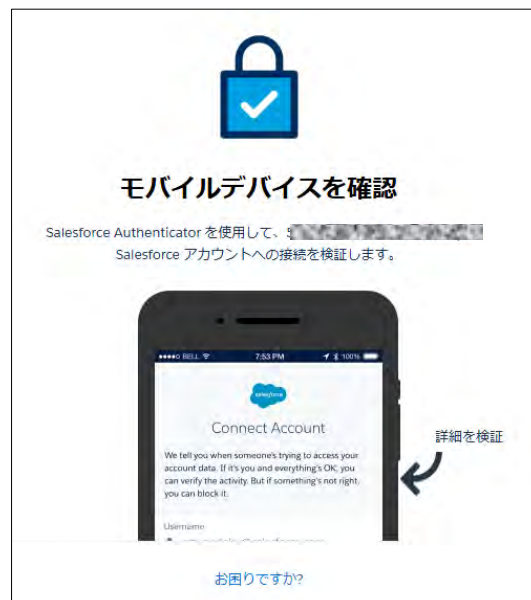 モバイルデバイスを確認
Salesforce Authenticator を使用して、
Salesforce アカウントへの接続を検証します。
BELL 7:53 PM 100%
salesforce
Connect Account
We tell you when someone's trying to access your
account data. If it's you and everything's OK, you
can verify the activity. But if something's not right,
you can block it.
詳細を検証
Username
お困りですか?